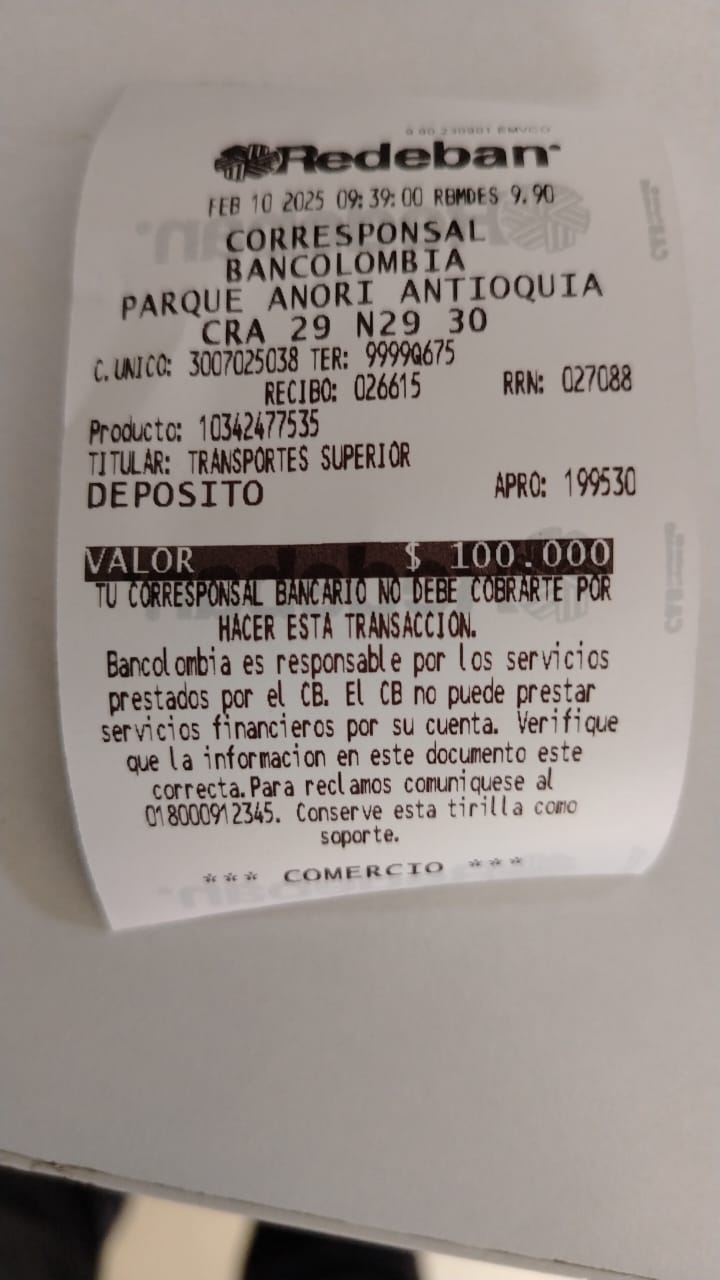 Redeban
FEB 10 2025 09:39:00 RBMDES 9.90
CORRESPONSAL
BANCOLOMBIA
PARQUE ANORI ANTIOQUIA
CRA 29 N29 30
C. UNICO: 3007025038 TER: 9999Q675
RECIBO: 026615 RRN: 027088
Producto: 10342477535
TITULAR: TRANSPORTES SUPERIOR
DEPOSITO APRO: 199530
VALOR $ 100.000
TU CORRESPONSAL BANCARIO NO DEBE COBRARTE POR
HACER ESTA TRANSACCION.
Bancolombia es responsable por los servicios
prestados por el CB. El CB no puede prestar
servicios financieros por su cuenta. Verifique
que la informacion en este documento este
correcta. Para reclamos comuniquese al
018000912345. Conserve esta tirilla como
soporte.
*** COMERCIO ***